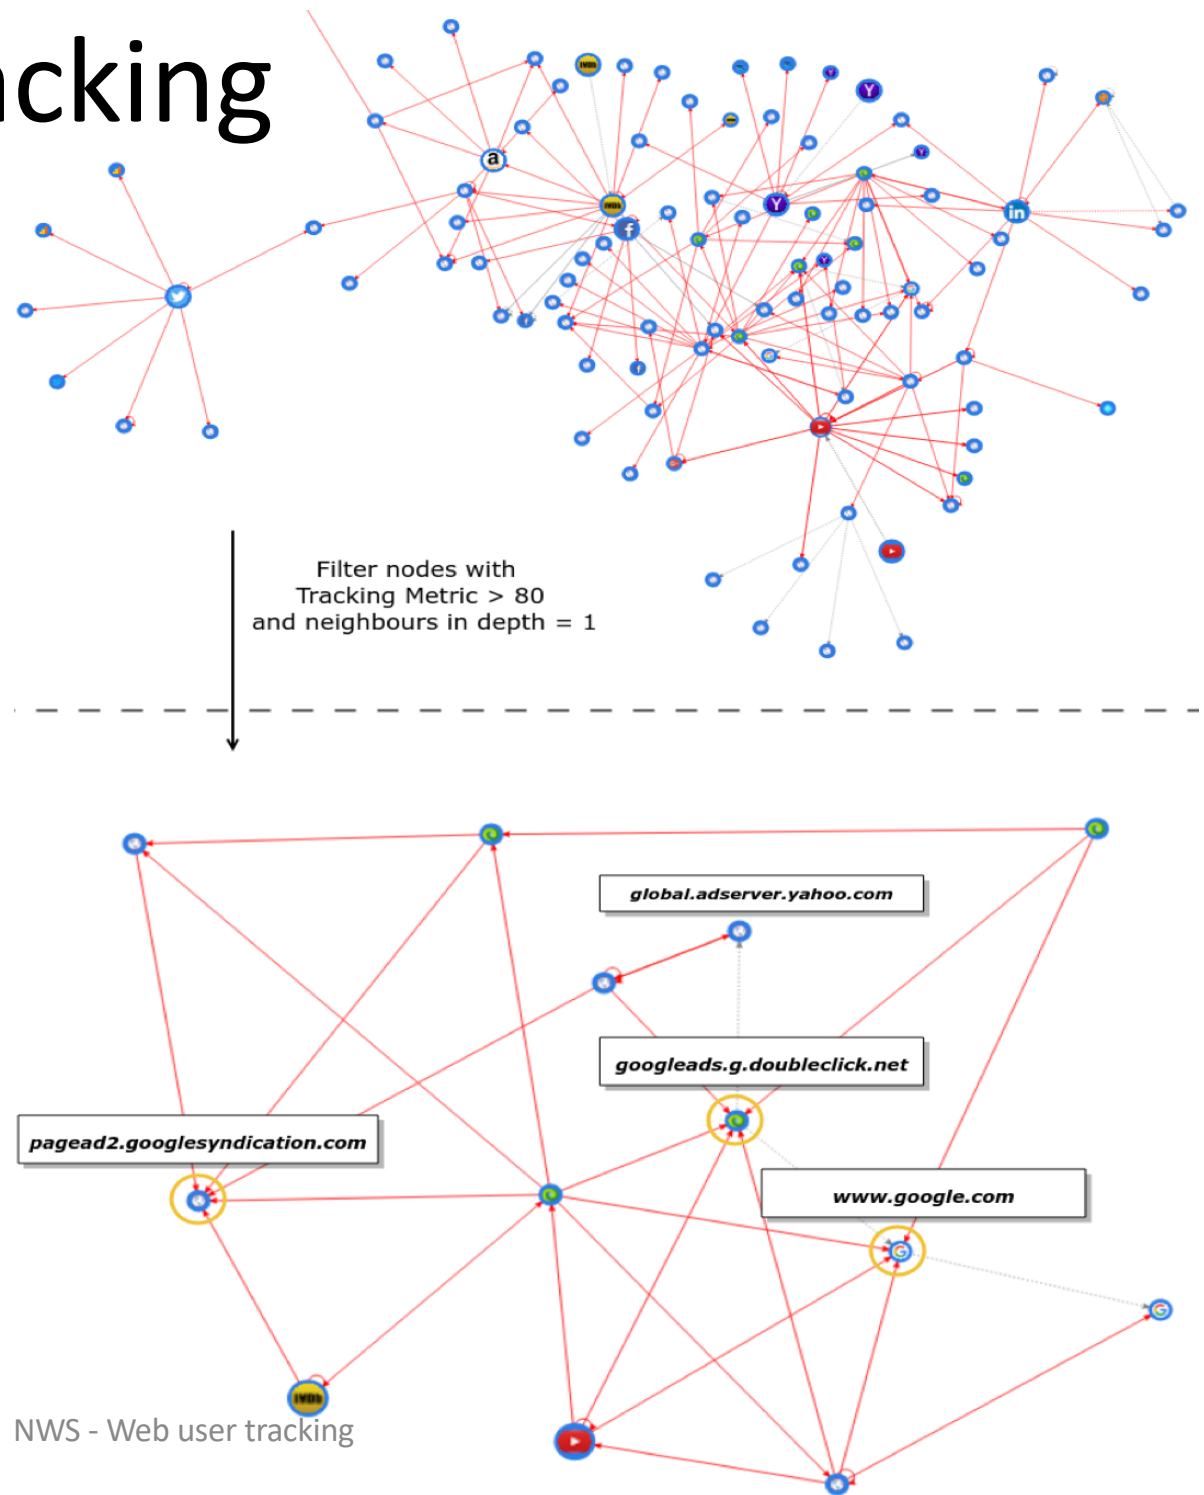 acking
Filter nodes with
Tracking Metric > 80
and neighbours in depth = 1
global.adserver.yahoo.com
googleads.g.doubleclick.net
pagead2.googlesyndication.com
www.google.com
NWS - Web user tracking